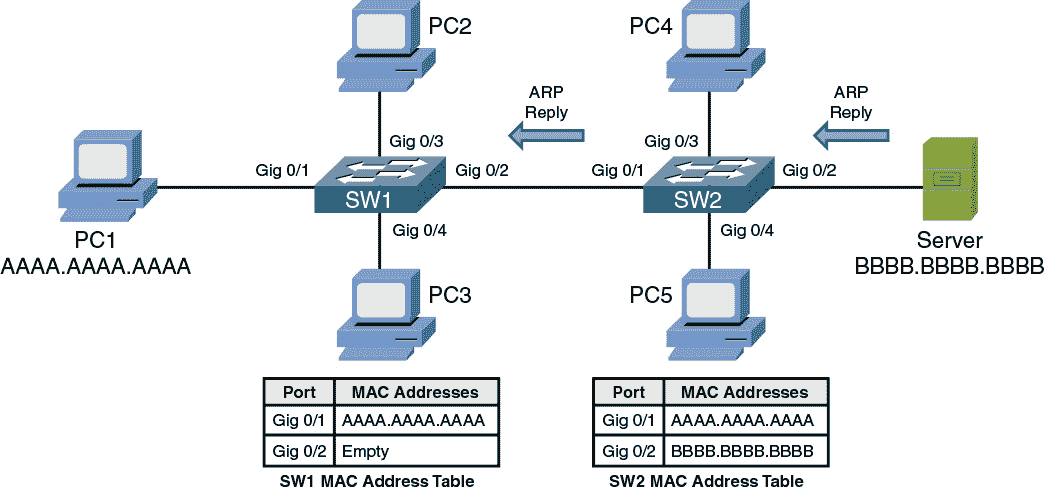 PC2
PC4
ARP
Reply
ARP
Reply
Gig 0/3
Gig 0/3
Gig 0/1
Gig 0/2
Gig 0/1
Gig 0/2
SW1
SW2
Gig 0/4
Gig 0/4
PC1
AAAA.AAAA.AAAA
Server
BBBB.BBBB.BBBB
PC3
PC5
Port MAC Addresses
Gig 0/1 AAAA.AAAA.AAAA
Gig 0/2 Empty
SW1 MAC Address Table
Port MAC Addresses
Gig 0/1 AAAA.AAAA.AAAA
Gig 0/2 BBBB.BBBB.BBBB
SW2 MAC Address Table